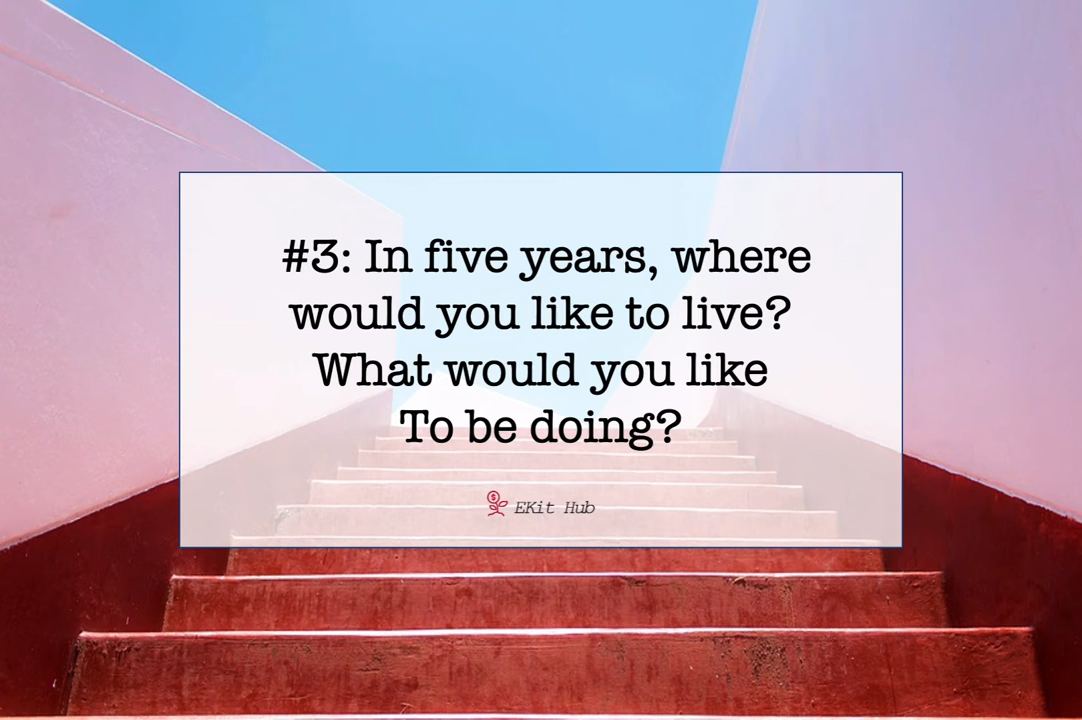 #3: In five years, where
would you like to live?
What would you like
To be doing?
EKit Hub